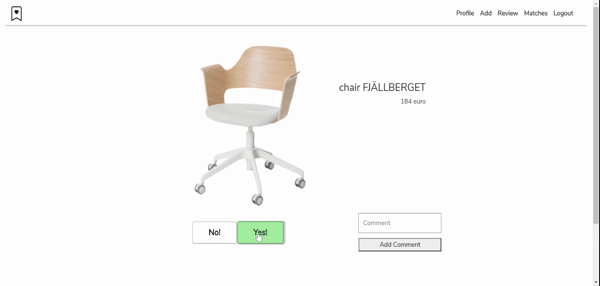 Profile Add Review Matches Logout
chair FJÄLLBERGET
184 euro
No! Yes!
Comment
Add Comment